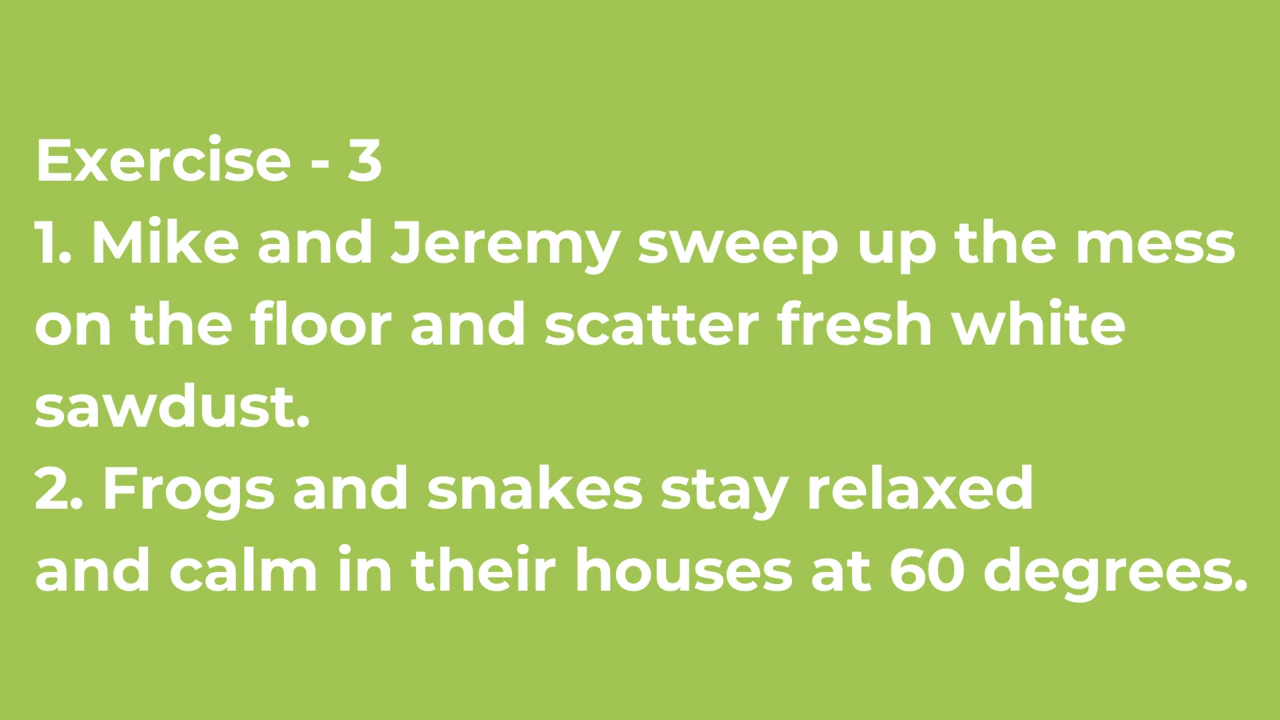 Exercise - 3
1. Mike and Jeremy sweep up the mess
on the floor and scatter fresh white
sawdust.
2. Frogs and snakes stay relaxed
and calm in their houses at 60 degrees.